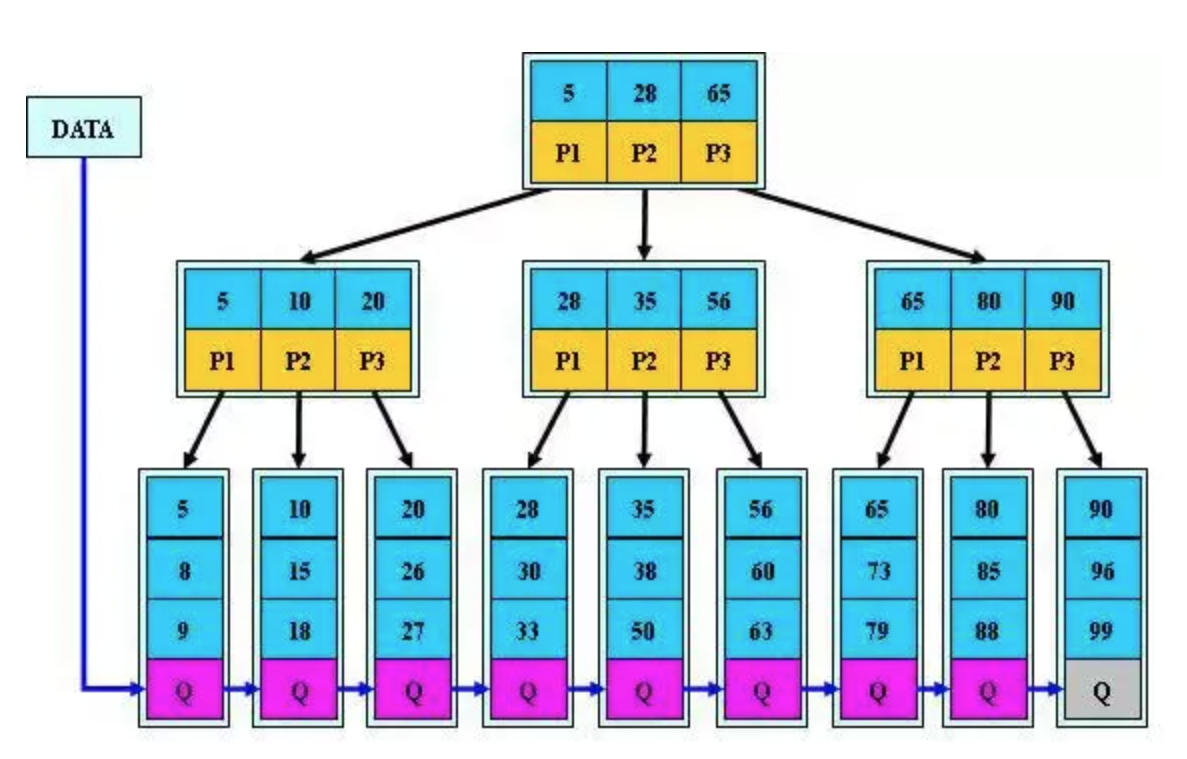 5 28 65
DATA
P1 P2 P3
5 10 20 28 35 56 65 80 90
P1 P2 P3 P1 P2 P3 P1 P2 P3
5 10 20 28 35 56 65 80 90
8 15 26 30 38 60 73 85 96
9 18 27 33 50 63 79 88 99
Q Q Q Q Q Q Q Q Q